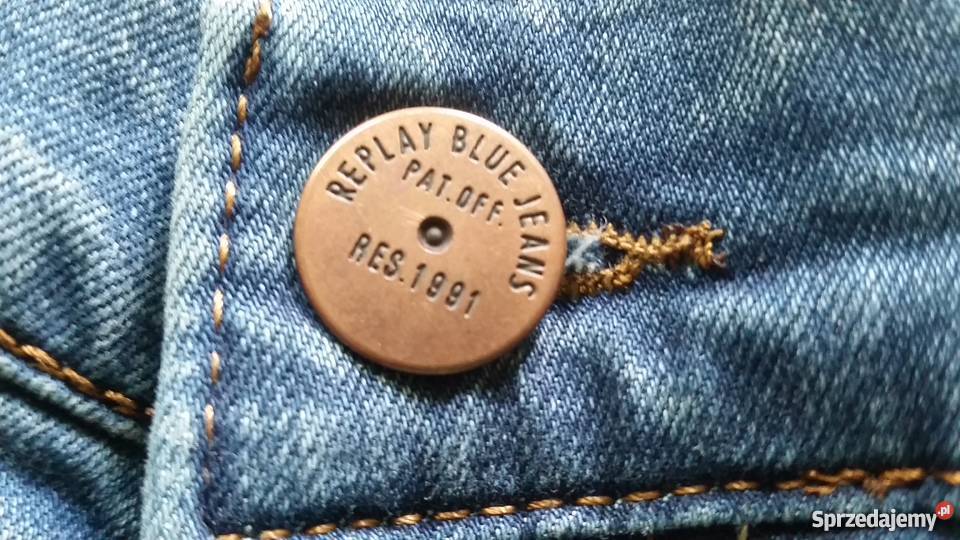 REPLAY BLUE JEANS
PAT.OFF.
RES.1991
Sprzedajemy.pl